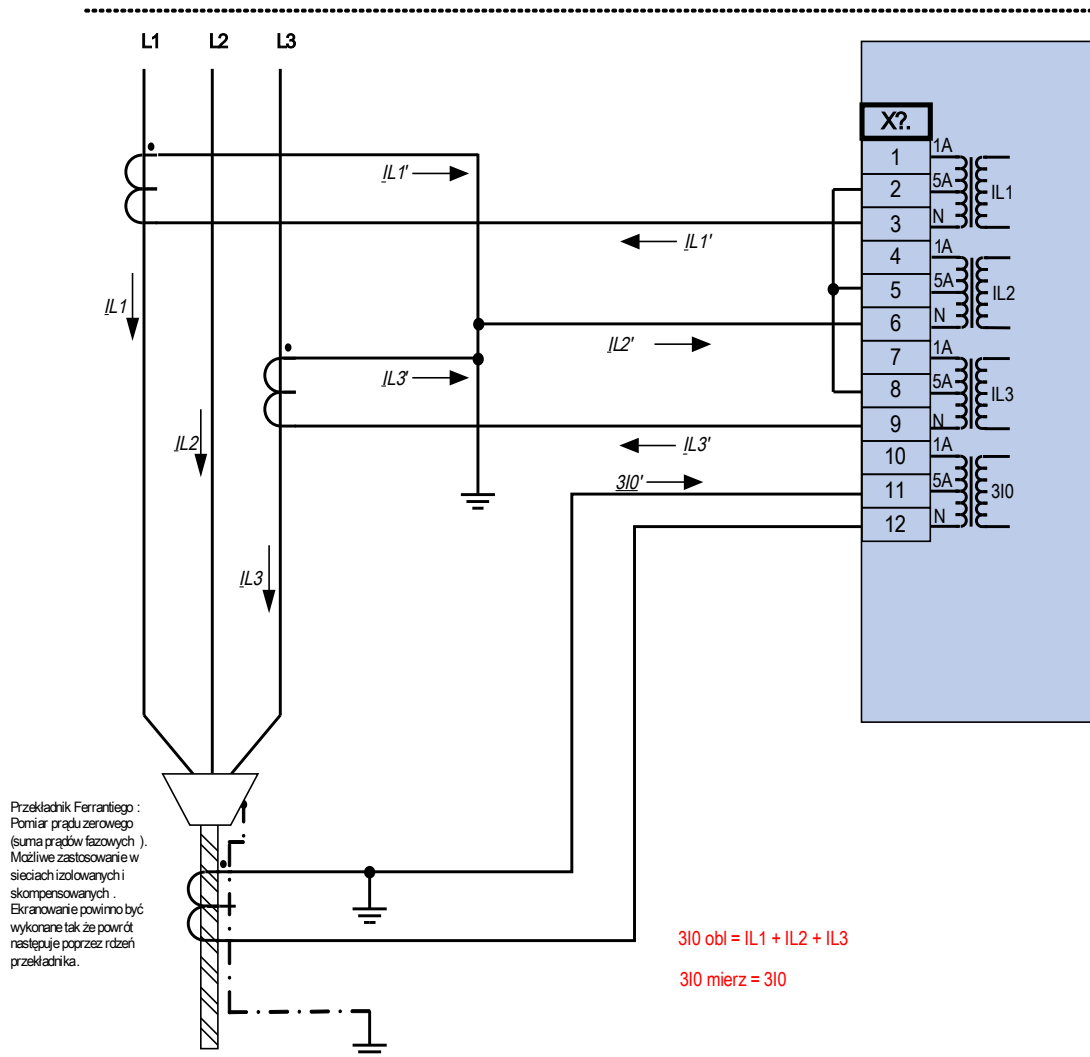 L1 L2 L3
X?.
1 1A
2 5A IL1
3 N
4 1A
5 5A IL2
6 N
7 1A
8 5A IL3
9 N
10 1A
11 5A 3I0
12 N
IL1'
IL1'
IL1
IL2'
IL3'
IL2
IL3'
3I0'
IL3
Przekładnik Ferrantiego :
Pomiar prądu zerowego
(suma prądów fazowych ).
Możliwe zastosowanie w
sieciach izolowanych i
skompensowanych .
Ekranowanie powinno być
wykonane tak że powrót
następuje poprzez rdzeń
przekładnika.
3I0 obl = IL1 + IL2 + IL3
3I0 mierz = 3I0